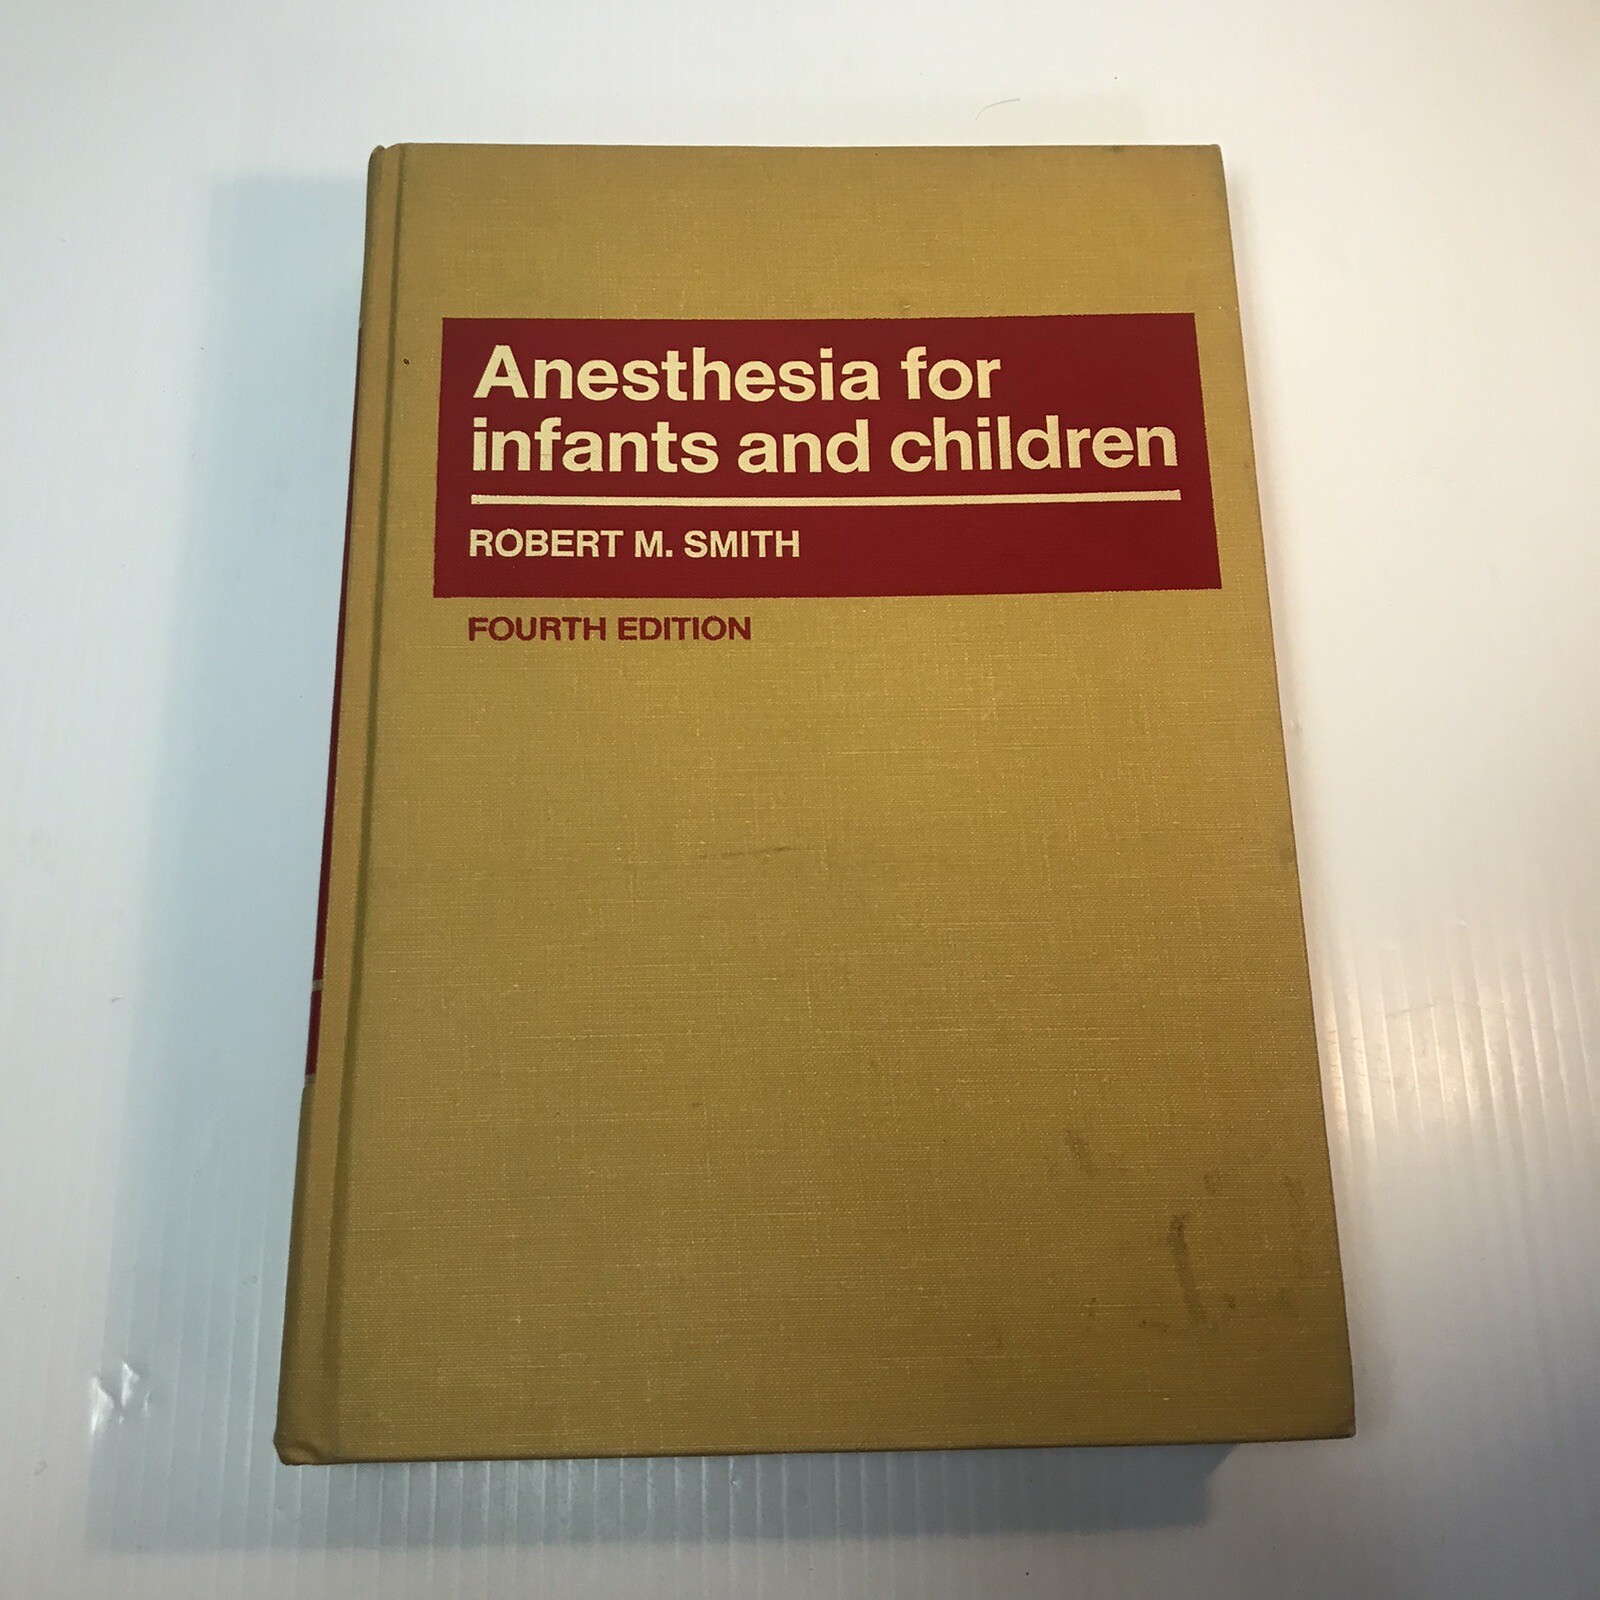 Anesthesia for
infants and children
ROBERT M. SMITH
FOURTH EDITION